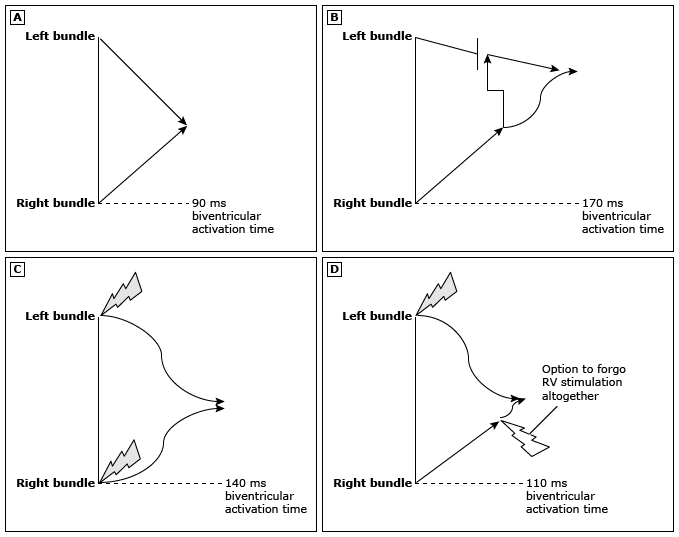 A
Left bundle
Right bundle
90 ms
biventricular
activation time
B
Left bundle
Right bundle
170 ms
biventricular
activation time
C
Left bundle
Right bundle
140 ms
biventricular
activation time
D
Left bundle
Option to forgo
RV stimulation
altogether
Right bundle
110 ms
biventricular
activation time